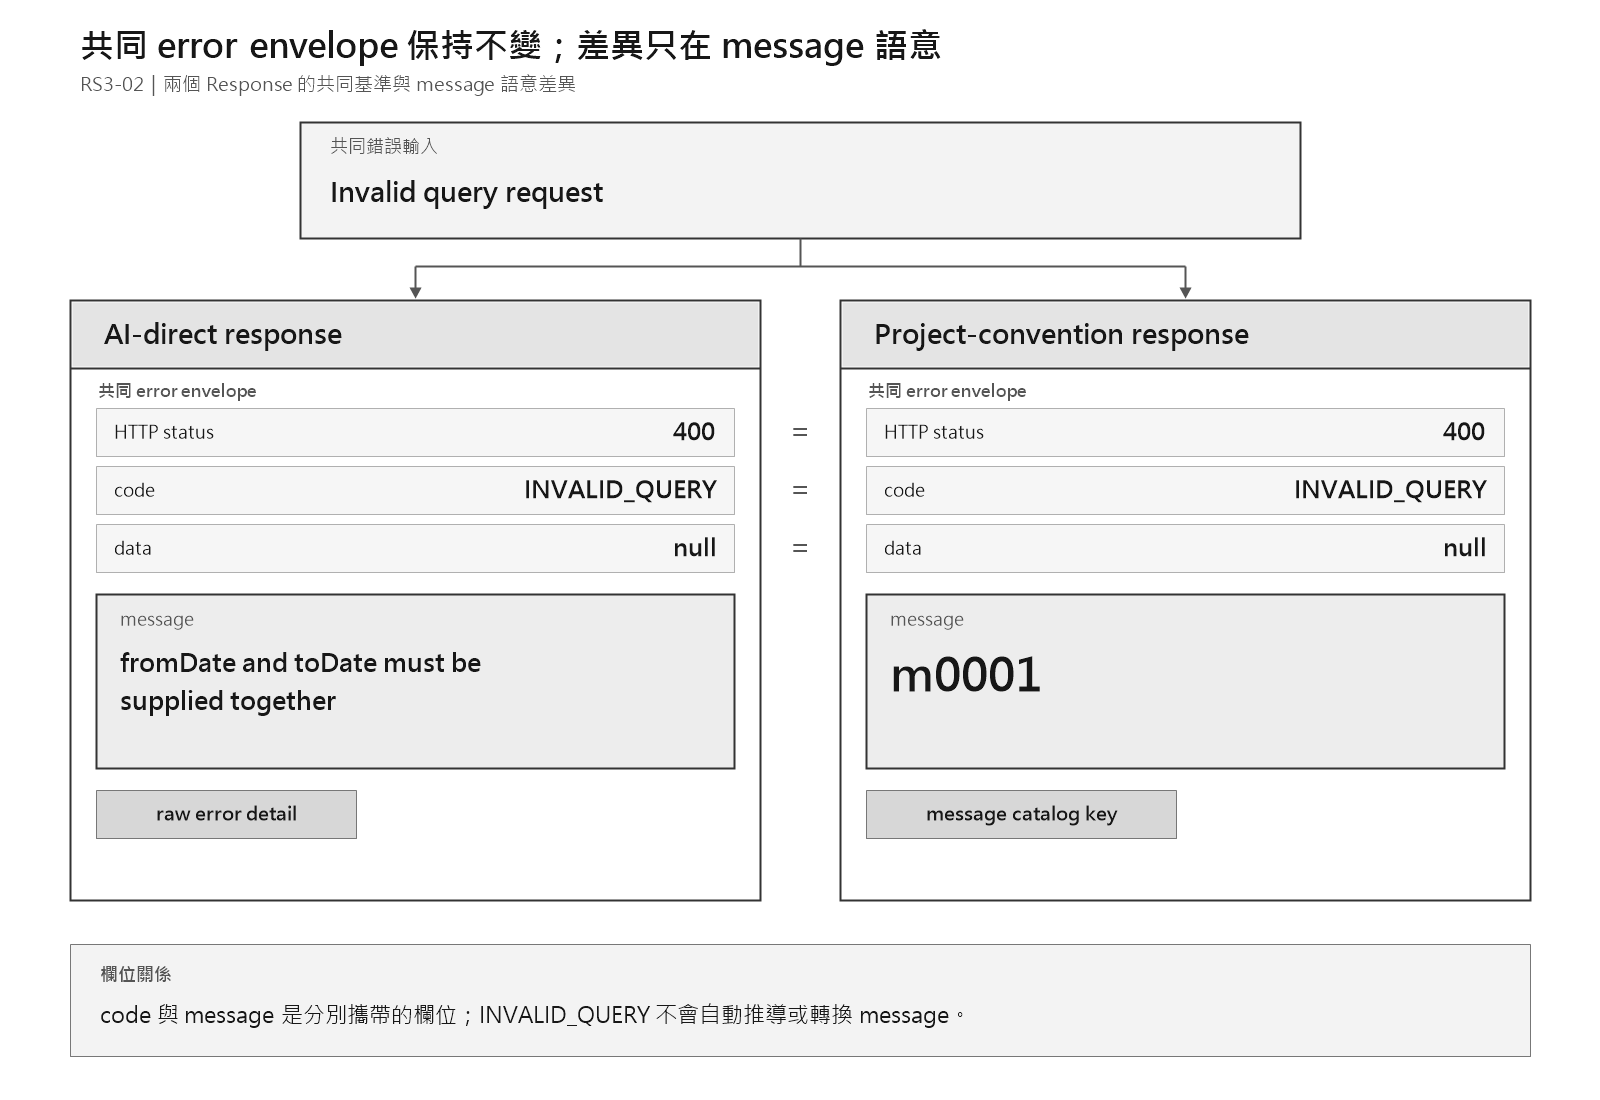 共同 error envelope 保持不變；差異只在 message 語意
RS3-02 | 兩個 Response 的共同基準與 message 語意差異
共同錯誤輸入
Invalid query request
AI-direct response
共同 error envelope
HTTP status 400
code INVALID_QUERY
data null
message
fromDate and toDate must be
supplied together
raw error detail
=
=
=
Project-convention response
共同 error envelope
HTTP status 400
code INVALID_QUERY
data null
message
m0001
message catalog key
欄位關係
code 與 message 是分別攜帶的欄位；INVALID_QUERY 不會自動推導或轉換 message。